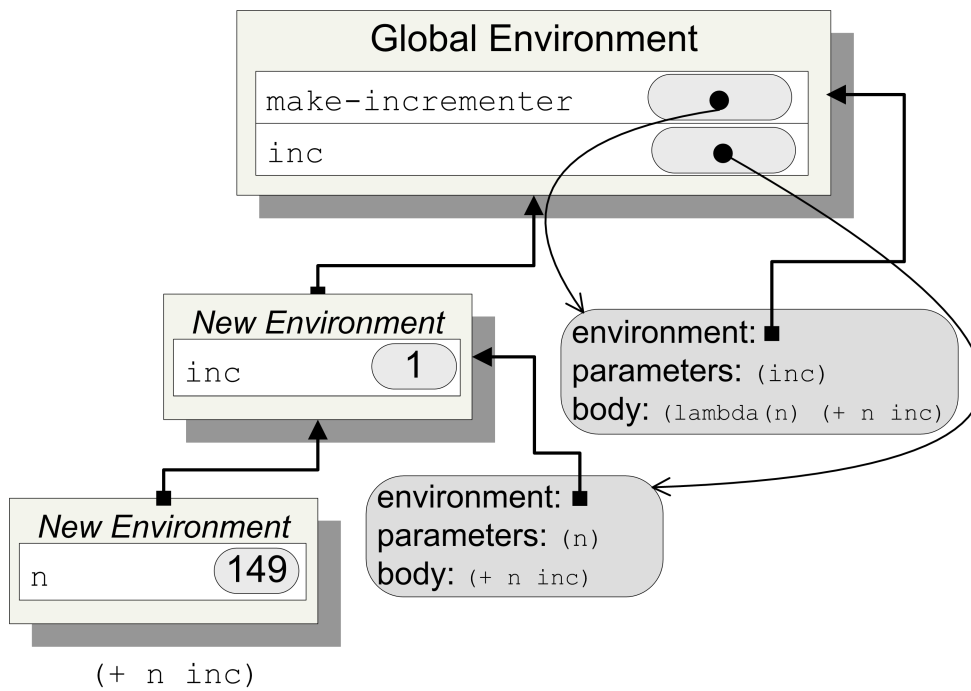 Global Environment
make-incrementer
inc
New Environment
inc 1
environment:
parameters: (inc)
body: (lambda(n) (+ n inc)
environment:
parameters: (n)
body: (+ n inc)
New Environment
n 149
(+ n inc)